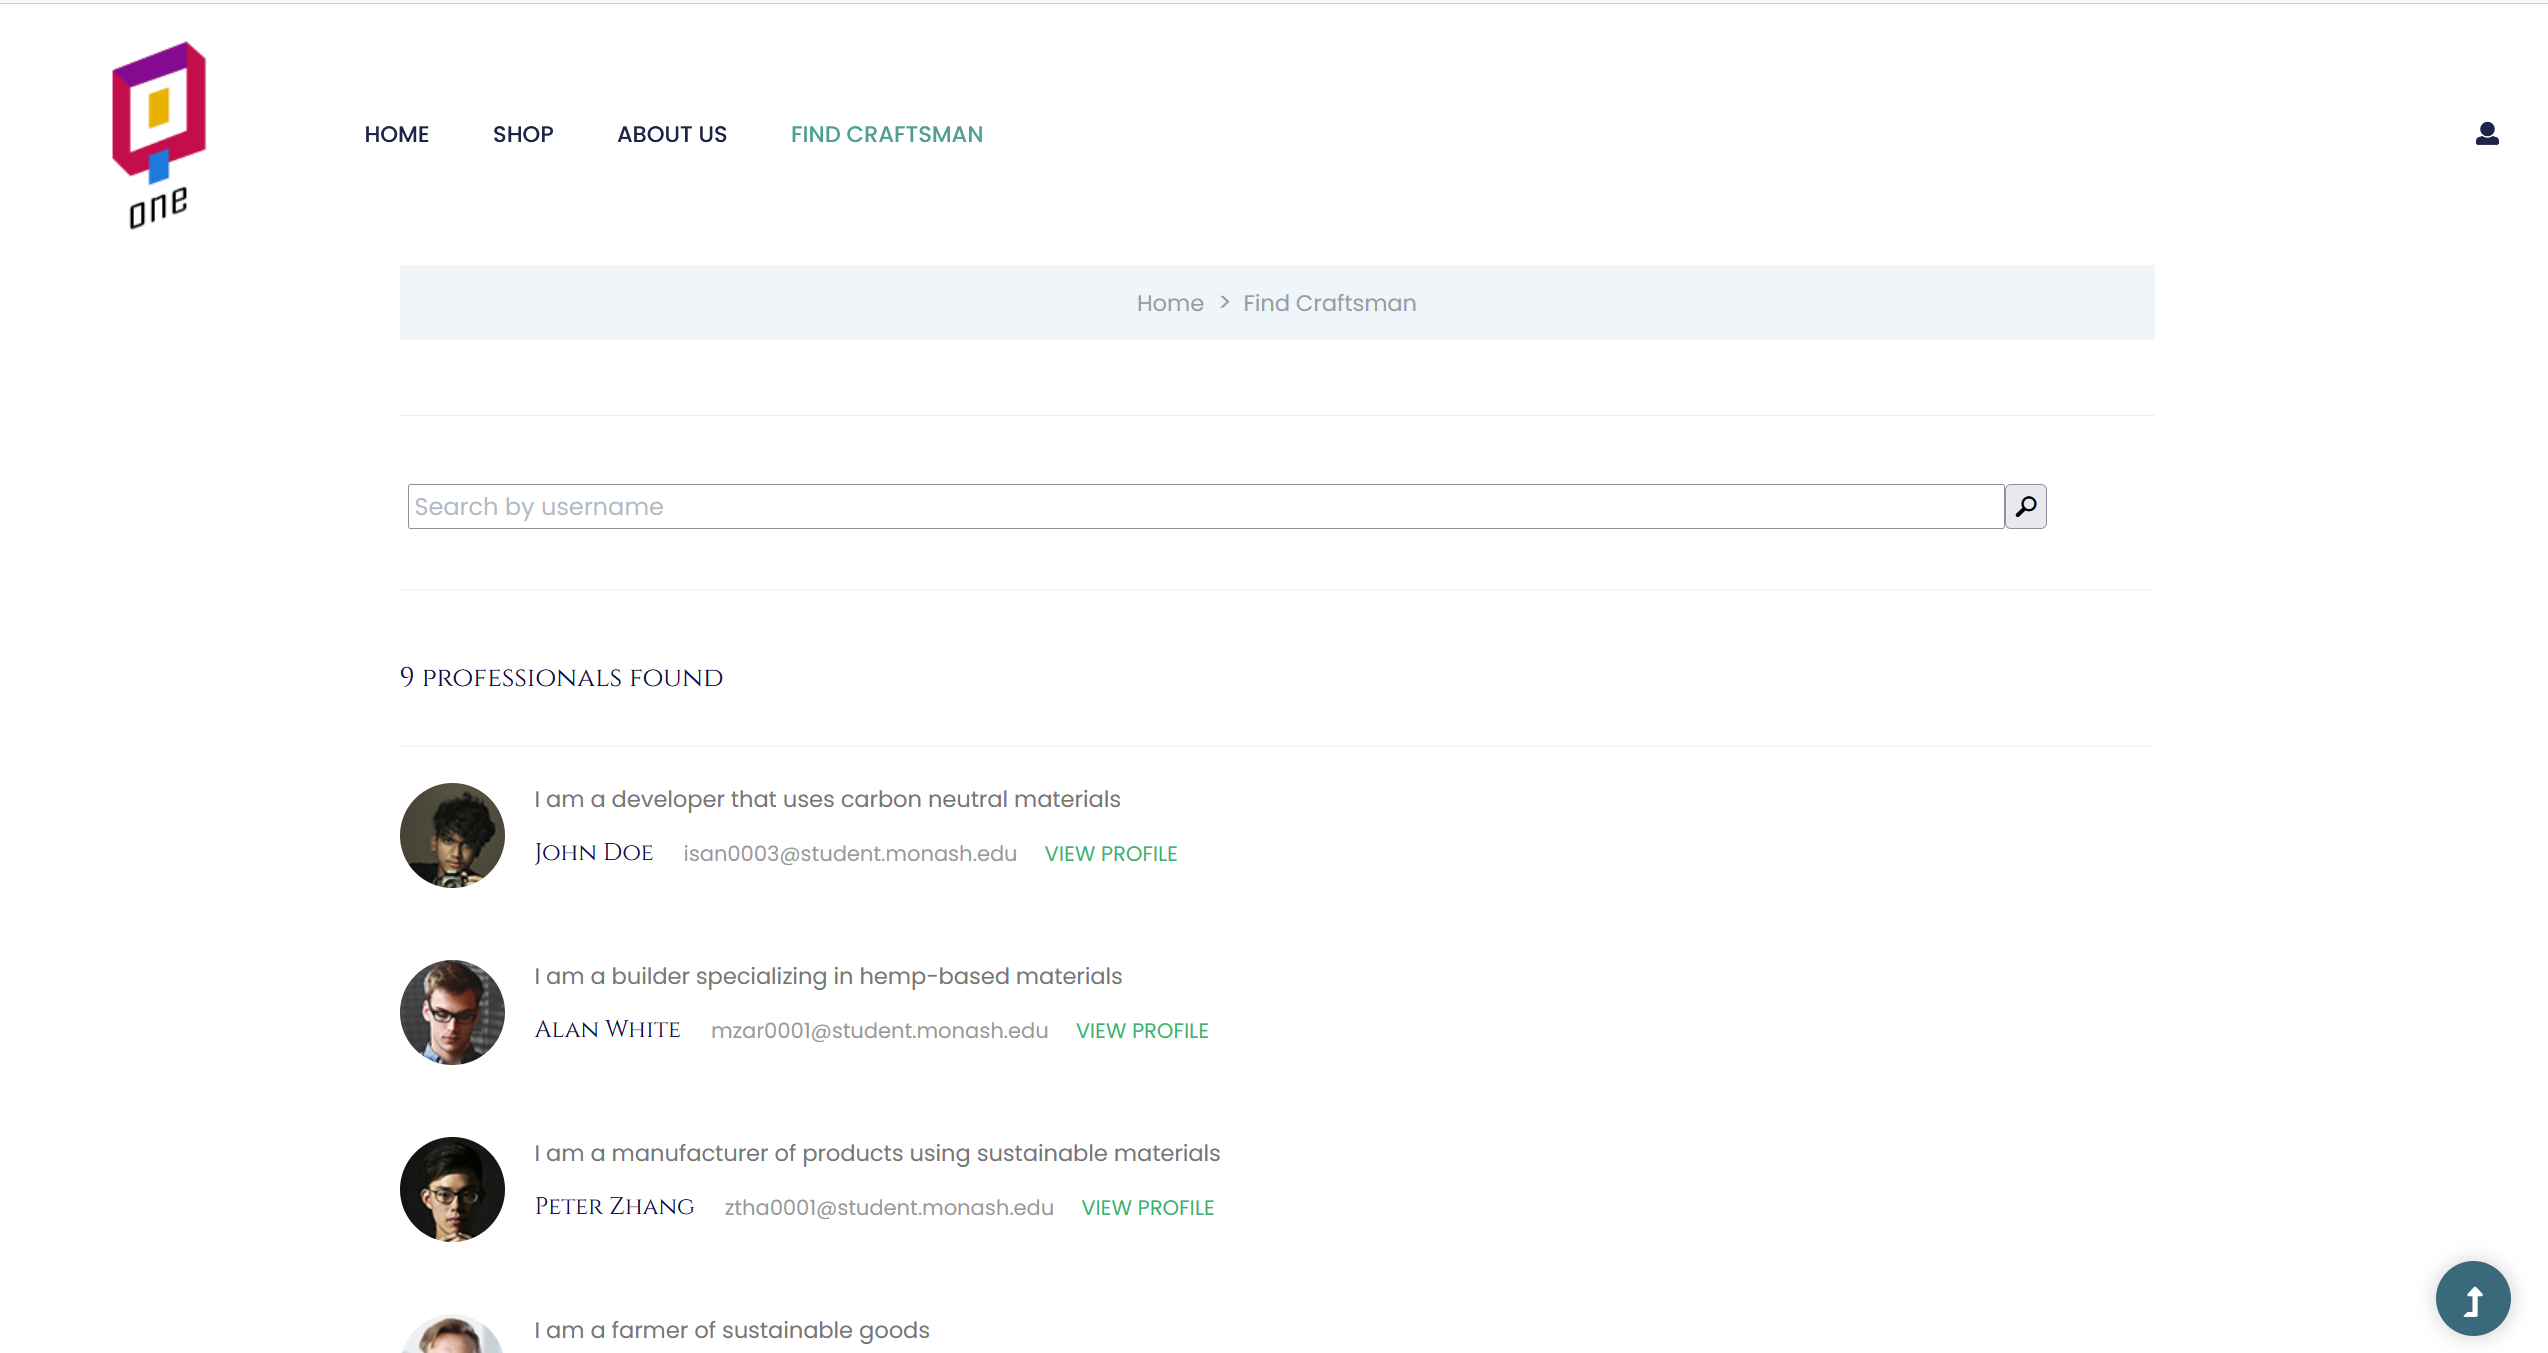 one
HOME SHOP ABOUT US FIND CRAFTSMAN
Home > Find Craftsman
Search by username
9 professionals found
I am a developer that uses carbon neutral materials
John Doe isan0003@student.monash.edu VIEW PROFILE
I am a builder specializing in hemp-based materials
Alan White mzar0001@student.monash.edu VIEW PROFILE
I am a manufacturer of products using sustainable materials
Peter Zhang ztha0001@student.monash.edu VIEW PROFILE
I am a farmer of sustainable goods